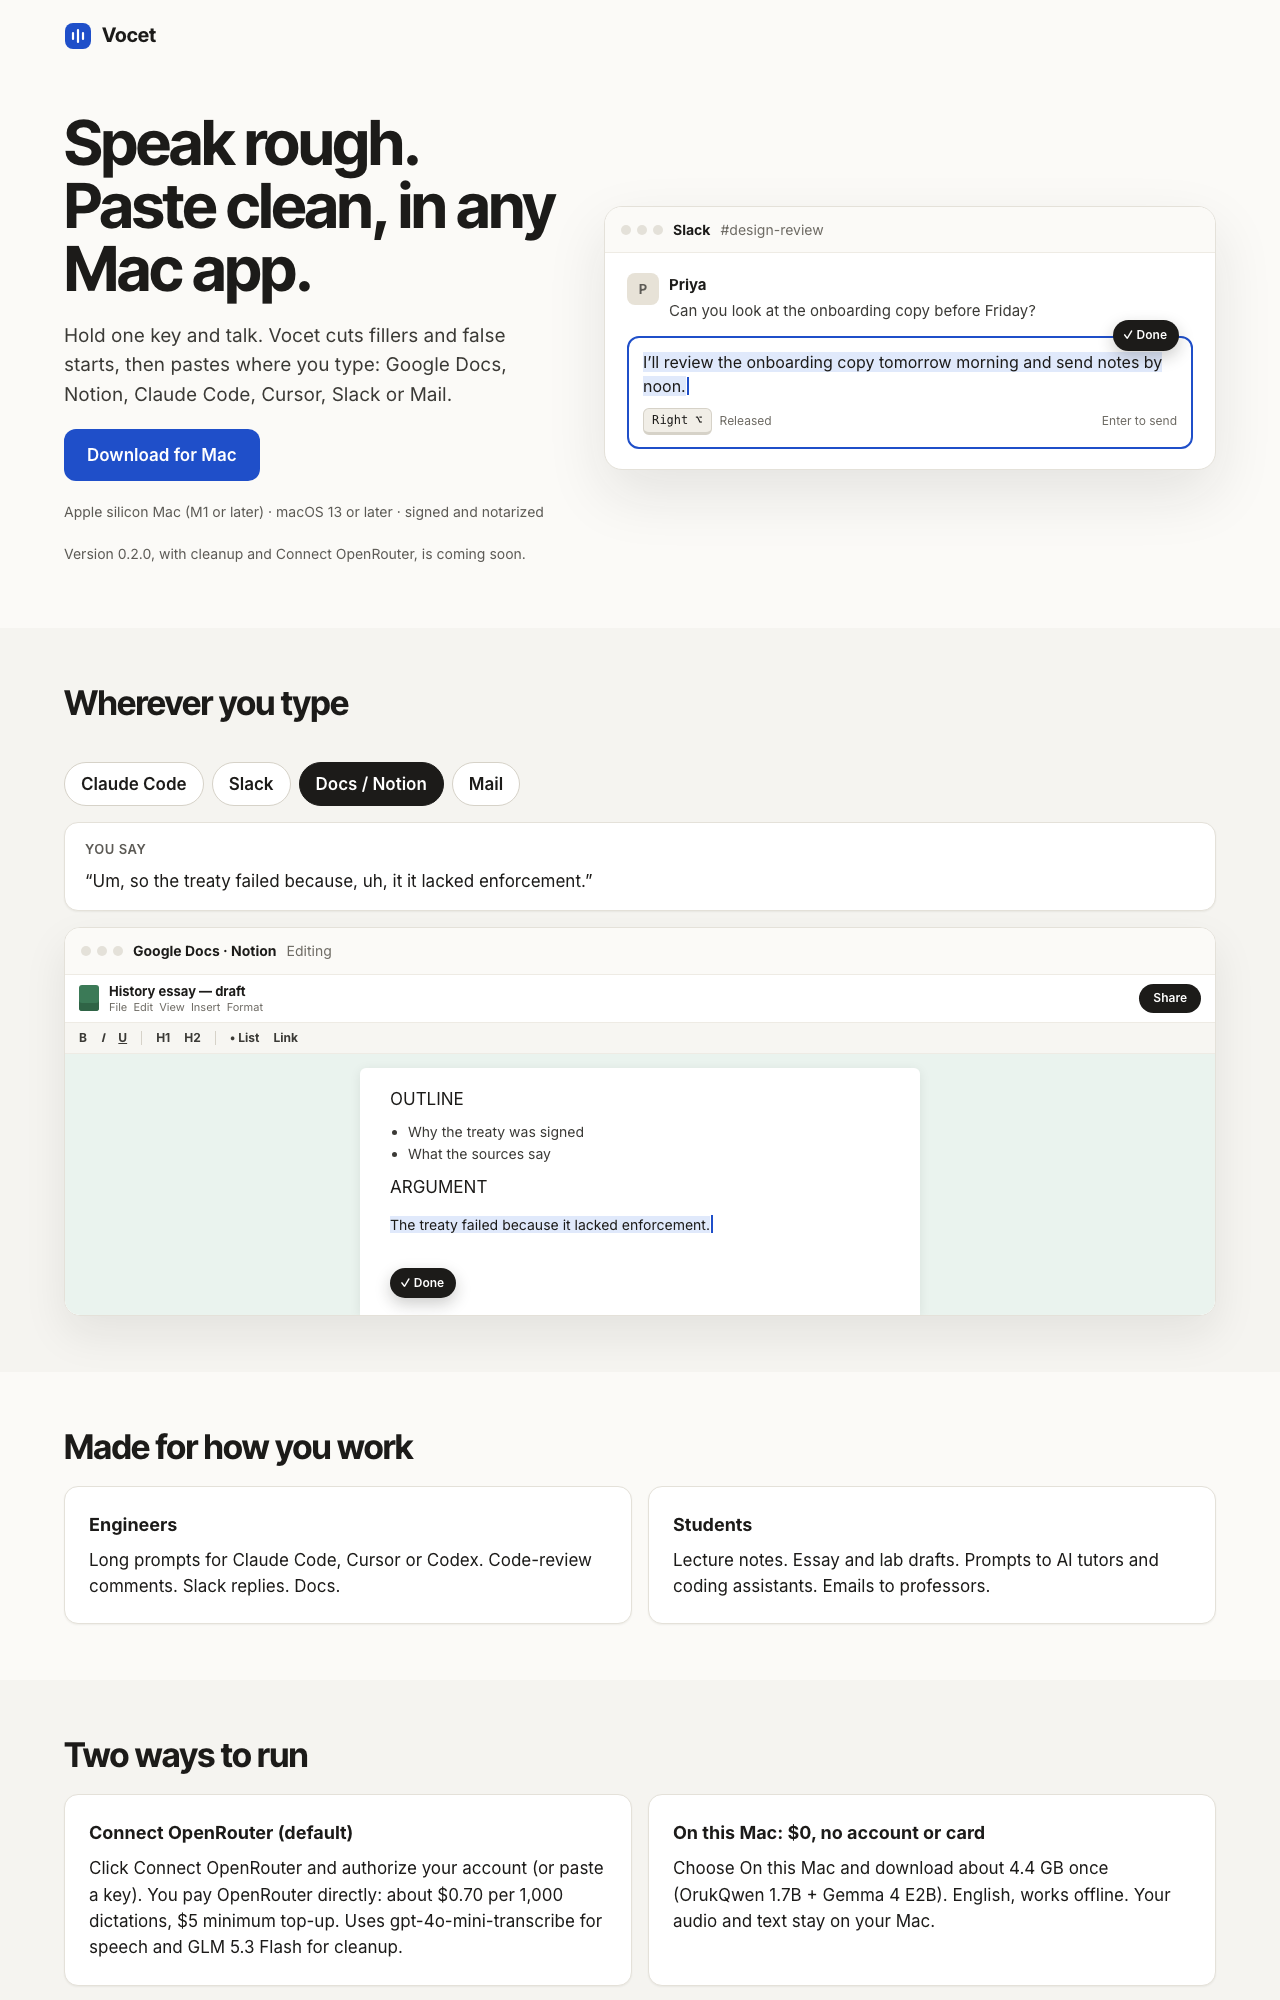 Vocet
Speak rough.
Paste clean, in any
Mac app.
Hold one key and talk. Vocet cuts fillers and false
starts, then pastes where you type: Google Docs,
Notion, Claude Code, Cursor, Slack or Mail.
Download for Mac
Apple silicon Mac (M1 or later) · macOS 13 or later · signed and notarized
Version 0.2.0, with cleanup and Connect OpenRouter, is coming soon.
Slack #design-review
P
Priya
Can you look at the onboarding copy before Friday?
✓ Done
I’ll review the onboarding copy tomorrow morning and send notes by
noon.
Right ⌥ Released Enter to send
Wherever you type
Claude Code Slack Docs / Notion Mail
YOU SAY
“Um, so the treaty failed because, uh, it it lacked enforcement.”
Google Docs · Notion Editing
History essay — draft
File Edit View Insert Format
Share
B I U H1 H2 • List Link
OUTLINE
• Why the treaty was signed
• What the sources say
ARGUMENT
The treaty failed because it lacked enforcement.
✓ Done
Made for how you work
Engineers
Long prompts for Claude Code, Cursor or Codex. Code-review
comments. Slack replies. Docs.
Students
Lecture notes. Essay and lab drafts. Prompts to AI tutors and
coding assistants. Emails to professors.
Two ways to run
Connect OpenRouter (default)
Click Connect OpenRouter and authorize your account (or paste
a key). You pay OpenRouter directly: about $0.70 per 1,000
dictations, $5 minimum top-up. Uses gpt-4o-mini-transcribe for
speech and GLM 5.3 Flash for cleanup.
On this Mac: $0, no account or card
Choose On this Mac and download about 4.4 GB once
(OrukQwen 1.7B + Gemma 4 E2B). English, works offline. Your
audio and text stay on your Mac.